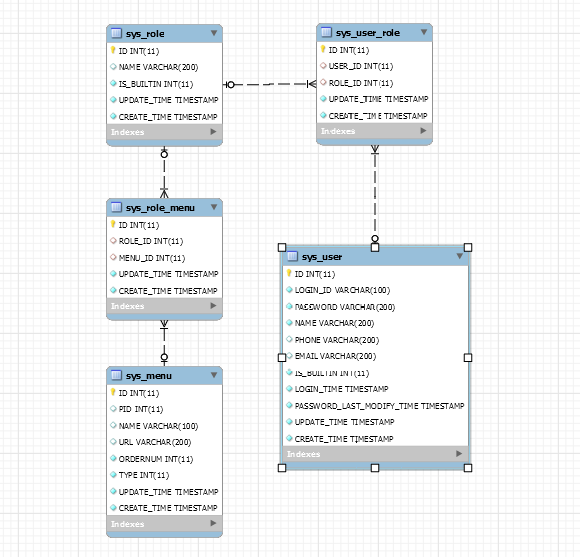 sys_role
ID INT(11)
NAME VARCHAR(200)
IS_BUILTIN INT(11)
UPDATE_TIME TIMESTAMP
CREATE_TIME TIMESTAMP
Indexes
sys_user_role
ID INT(11)
USER_ID INT(11)
ROLE_ID INT(11)
UPDATE_TIME TIMESTAMP
CREATE_TIME TIMESTAMP
Indexes
sys_role_menu
ID INT(11)
ROLE_ID INT(11)
MENU_ID INT(11)
UPDATE_TIME TIMESTAMP
CREATE_TIME TIMESTAMP
Indexes
sys_user
ID INT(11)
LOGIN_ID VARCHAR(100)
PASSWORD VARCHAR(200)
NAME VARCHAR(200)
PHONE VARCHAR(200)
EMAIL VARCHAR(200)
IS_BUILTIN INT(11)
LOGIN_TIME TIMESTAMP
PASSWORD_LAST_MODIFY_TIME TIMESTAMP
UPDATE_TIME TIMESTAMP
CREATE_TIME TIMESTAMP
Indexes
sys_menu
ID INT(11)
PID INT(11)
NAME VARCHAR(100)
URL VARCHAR(200)
ORDERNUM INT(11)
TYPE INT(11)
UPDATE_TIME TIMESTAMP
CREATE_TIME TIMESTAMP
Indexes